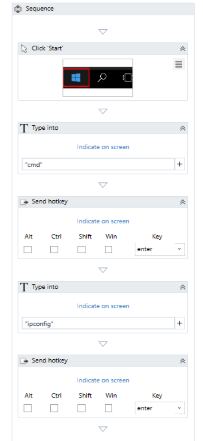 Sequence
Click 'Start'
Type into
Indicate on screen
"cmd"
Send hotkey
Indicate on screen
Alt Ctrl Shift Win Key
enter
Type into
Indicate on screen
"ipconfig"
Send hotkey
Indicate on screen
Alt Ctrl Shift Win Key
enter